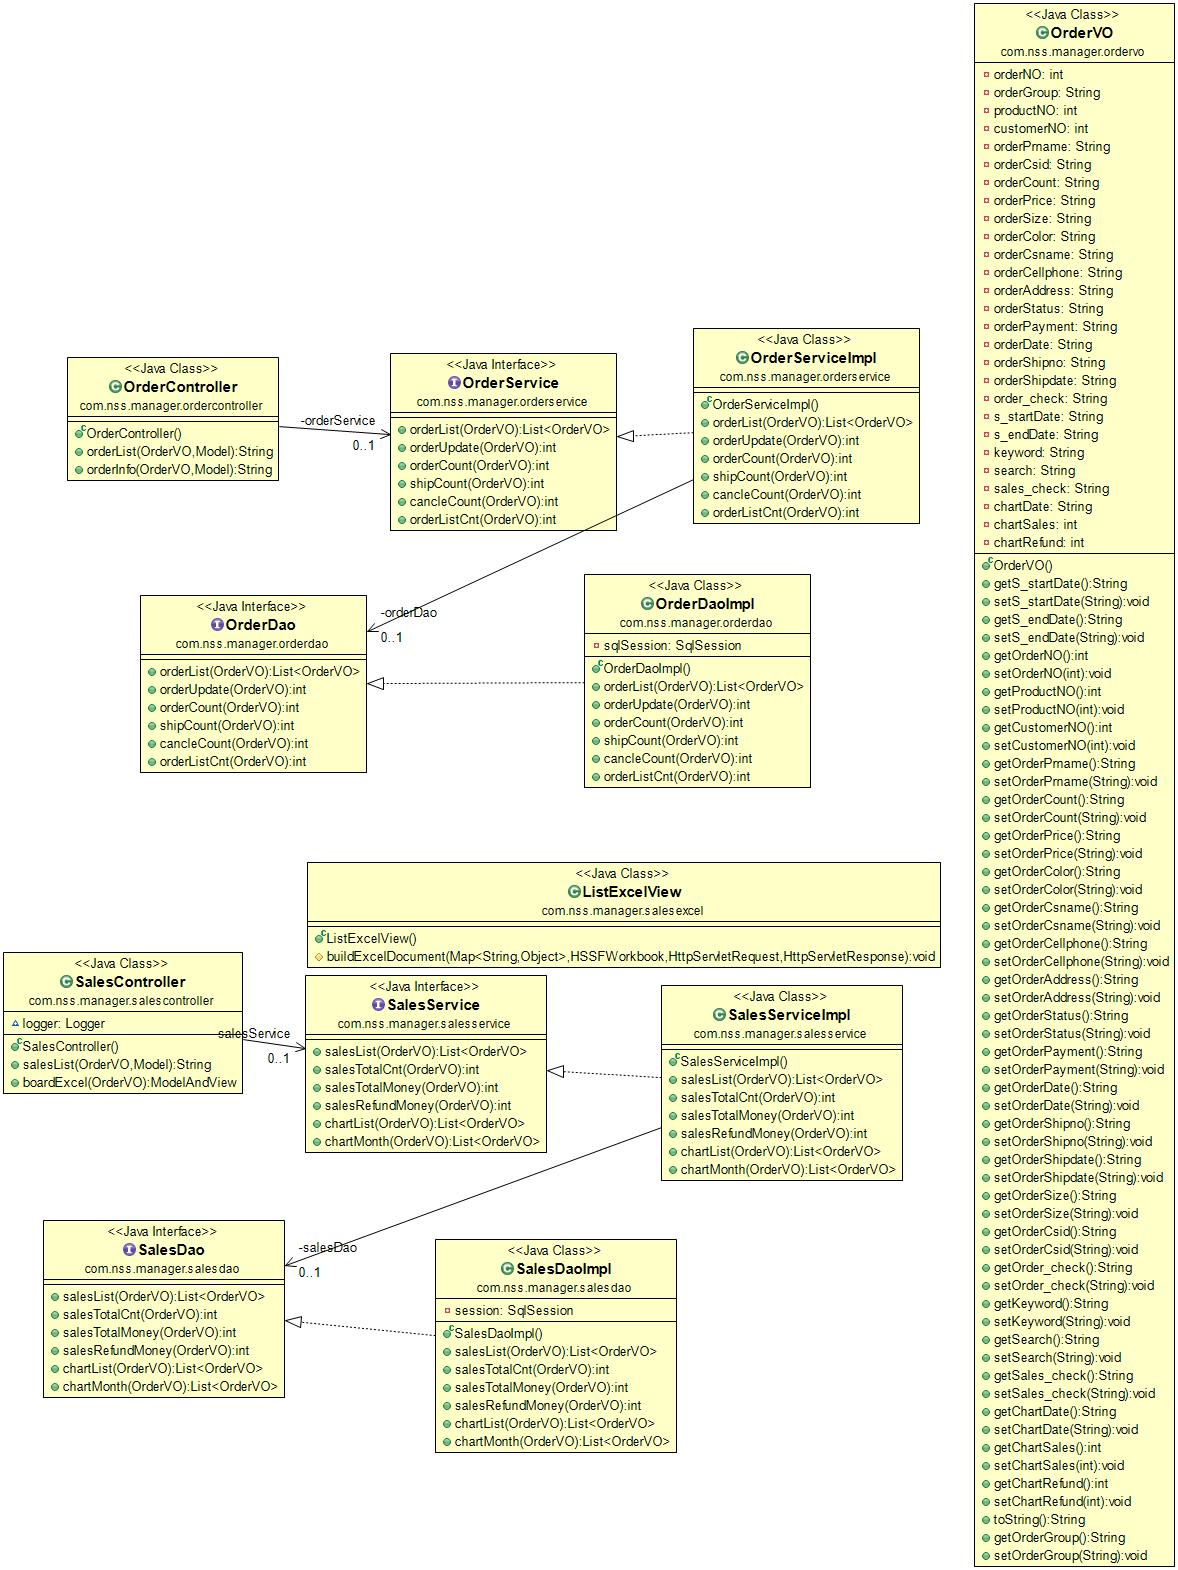 <<Java Class>>
OrderVO
com.nss.manager.ordervo
orderNO: int
orderGroup: String
productNO: int
customerNO: int
orderPrname: String
orderCsid: String
orderCount: String
orderPrice: String
orderSize: String
orderColor: String
orderCsname: String
orderCellphone: String
orderAddress: String
orderStatus: String
orderPayment: String
orderDate: String
orderShipno: String
orderShipdate: String
order_check: String
s_startDate: String
s_endDate: String
keyword: String
search: String
sales_check: String
chartDate: String
chartSales: int
chartRefund: int
OrderVO()
getS_startDate():String
setS_startDate(String):void
getS_endDate():String
setS_endDate(String):void
getOrderNO():int
setOrderNO(int):void
getProductNO():int
setProductNO(int):void
getCustomerNO():int
setCustomerNO(int):void
getOrderPrname():String
setOrderPrname(String):void
getOrderCount():String
setOrderCount(String):void
getOrderPrice():String
setOrderPrice(String):void
getOrderColor():String
setOrderColor(String):void
getOrderCsname():String
setOrderCsname(String):void
getOrderCellphone():String
setOrderCellphone(String):void
getOrderAddress():String
setOrderAddress(String):void
getOrderStatus():String
setOrderStatus(String):void
getOrderPayment():String
setOrderPayment(String):void
getOrderDate():String
setOrderDate(String):void
getOrderShipno():String
setOrderShipno(String):void
getOrderShipdate():String
setOrderShipdate(String):void
getOrderSize():String
setOrderSize(String):void
getOrderCsid():String
setOrderCsid(String):void
getOrder_check():String
setOrder_check(String):void
getKeyword():String
setKeyword(String):void
getSearch():String
setSearch(String):void
getSales_check():String
setSales_check(String):void
getChartDate():String
setChartDate(String):void
getChartSales():int
setChartSales(int):void
getChartRefund():int
setChartRefund(int):void
toString():String
getOrderGroup():String
setOrderGroup(String):void
<<Java Class>>
OrderController
com.nss.manager.ordercontroller
OrderController()
orderList(OrderVO,Model):String
orderInfo(OrderVO,Model):String
-orderService
0..1
<<Java Interface>>
OrderService
com.nss.manager.orderservice
orderList(OrderVO):List<OrderVO>
orderUpdate(OrderVO):int
orderCount(OrderVO):int
shipCount(OrderVO):int
cancleCount(OrderVO):int
orderListCnt(OrderVO):int
<<Java Class>>
OrderServiceImpl
com.nss.manager.orderservice
OrderServiceImpl()
orderList(OrderVO):List<OrderVO>
orderUpdate(OrderVO):int
orderCount(OrderVO):int
shipCount(OrderVO):int
cancleCount(OrderVO):int
orderListCnt(OrderVO):int
<<Java Interface>>
OrderDao
com.nss.manager.orderdao
orderList(OrderVO):List<OrderVO>
orderUpdate(OrderVO):int
orderCount(OrderVO):int
shipCount(OrderVO):int
cancleCount(OrderVO):int
orderListCnt(OrderVO):int
-orderDao
0..1
<<Java Class>>
OrderDaoImpl
com.nss.manager.orderdao
sqlSession: SqlSession
OrderDaoImpl()
orderList(OrderVO):List<OrderVO>
orderUpdate(OrderVO):int
orderCount(OrderVO):int
shipCount(OrderVO):int
cancleCount(OrderVO):int
orderListCnt(OrderVO):int
<<Java Class>>
ListExcelView
com.nss.manager.salesexcel
ListExcelView()
buildExcelDocument(Map<String,Object>,HSSFWorkbook,HttpServletRequest,HttpServletResponse):void
<<Java Class>>
SalesController
com.nss.manager.salescontroller
logger: Logger
SalesController()
salesList(OrderVO,Model):String
boardExcel(OrderVO):ModelAndView
salesService
0..1
<<Java Interface>>
SalesService
com.nss.manager.salesservice
salesList(OrderVO):List<OrderVO>
salesTotalCnt(OrderVO):int
salesTotalMoney(OrderVO):int
salesRefundMoney(OrderVO):int
chartList(OrderVO):List<OrderVO>
chartMonth(OrderVO):List<OrderVO>
<<Java Class>>
SalesServiceImpl
com.nss.manager.salesservice
SalesServiceImpl()
salesList(OrderVO):List<OrderVO>
salesTotalCnt(OrderVO):int
salesTotalMoney(OrderVO):int
salesRefundMoney(OrderVO):int
chartList(OrderVO):List<OrderVO>
chartMonth(OrderVO):List<OrderVO>
<<Java Interface>>
SalesDao
com.nss.manager.salesdao
salesList(OrderVO):List<OrderVO>
salesTotalCnt(OrderVO):int
salesTotalMoney(OrderVO):int
salesRefundMoney(OrderVO):int
chartList(OrderVO):List<OrderVO>
chartMonth(OrderVO):List<OrderVO>
-salesDao
0..1
<<Java Class>>
SalesDaoImpl
com.nss.manager.salesdao
session: SqlSession
SalesDaoImpl()
salesList(OrderVO):List<OrderVO>
salesTotalCnt(OrderVO):int
salesTotalMoney(OrderVO):int
salesRefundMoney(OrderVO):int
chartList(OrderVO):List<OrderVO>
chartMonth(OrderVO):List<OrderVO>